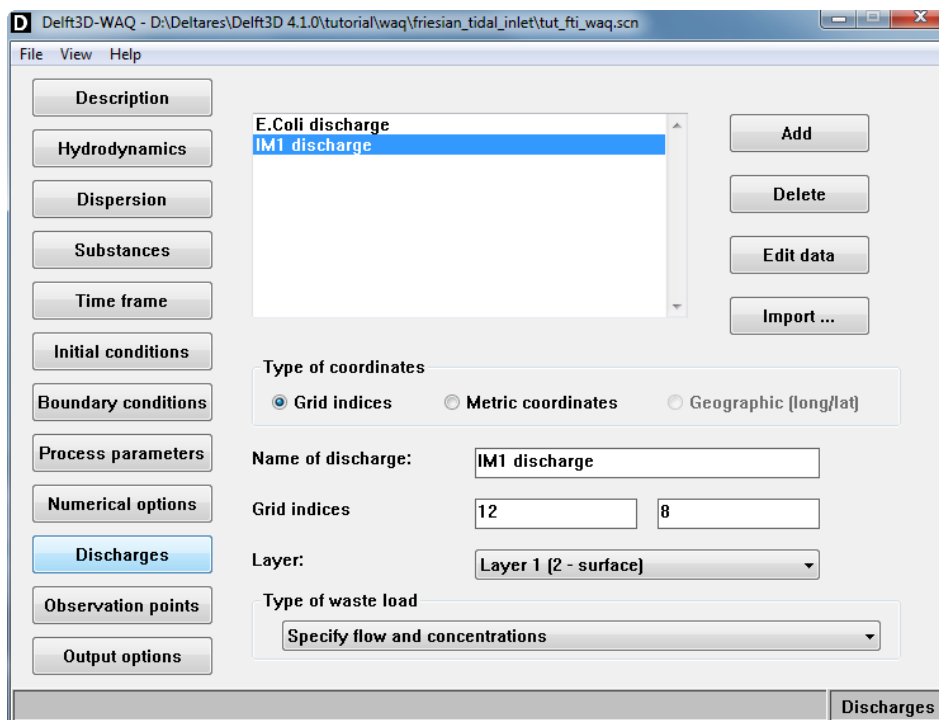 D Delft3D-WAQ - D:\Deltares\Delft3D 4.1.0\tutorial\waq\friesian_tidal_inlet\tut_fti_waq.scn
File View Help
Description
Hydrodynamics
Dispersion
Substances
Time frame
Initial conditions
Boundary conditions
Process parameters
Numerical options
Discharges
Observation points
Output options
E.Coli discharge
IM1 discharge
Add
Delete
Edit data
Import ...
Type of coordinates
Grid indices Metric coordinates Geographic (long/lat)
Name of discharge: IM1 discharge
Grid indices 12 8
Layer: Layer 1 (2 - surface)
Type of waste load
Specify flow and concentrations
Discharges